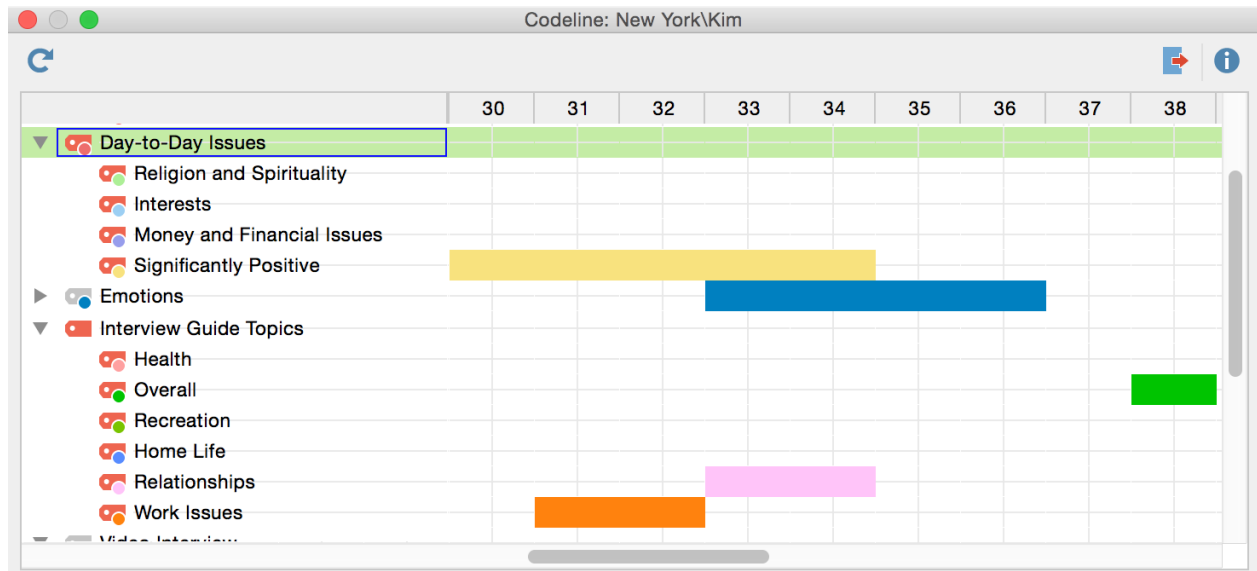 Codeline: New York\Kim
30 31 32 33 34 35 36 37 38
Day-to-Day Issues
Religion and Spirituality
Interests
Money and Financial Issues
Significantly Positive
Emotions
Interview Guide Topics
Health
Overall
Recreation
Home Life
Relationships
Work Issues
Video Interview